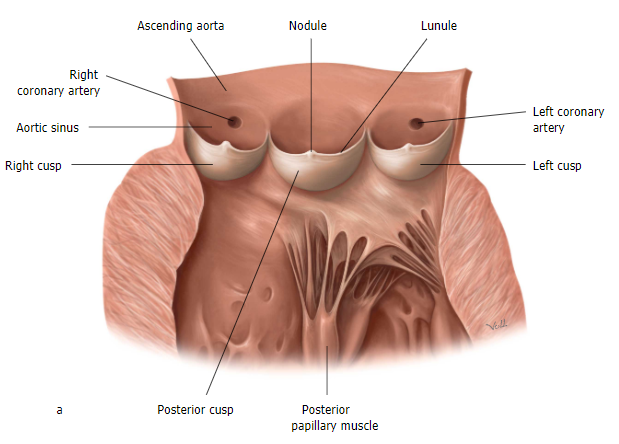 Ascending aorta
Nodule
Lunule
Right
coronary artery
Left coronary
artery
Aortic sinus
Right cusp
Left cusp
a
Posterior cusp
Posterior
papillary muscle